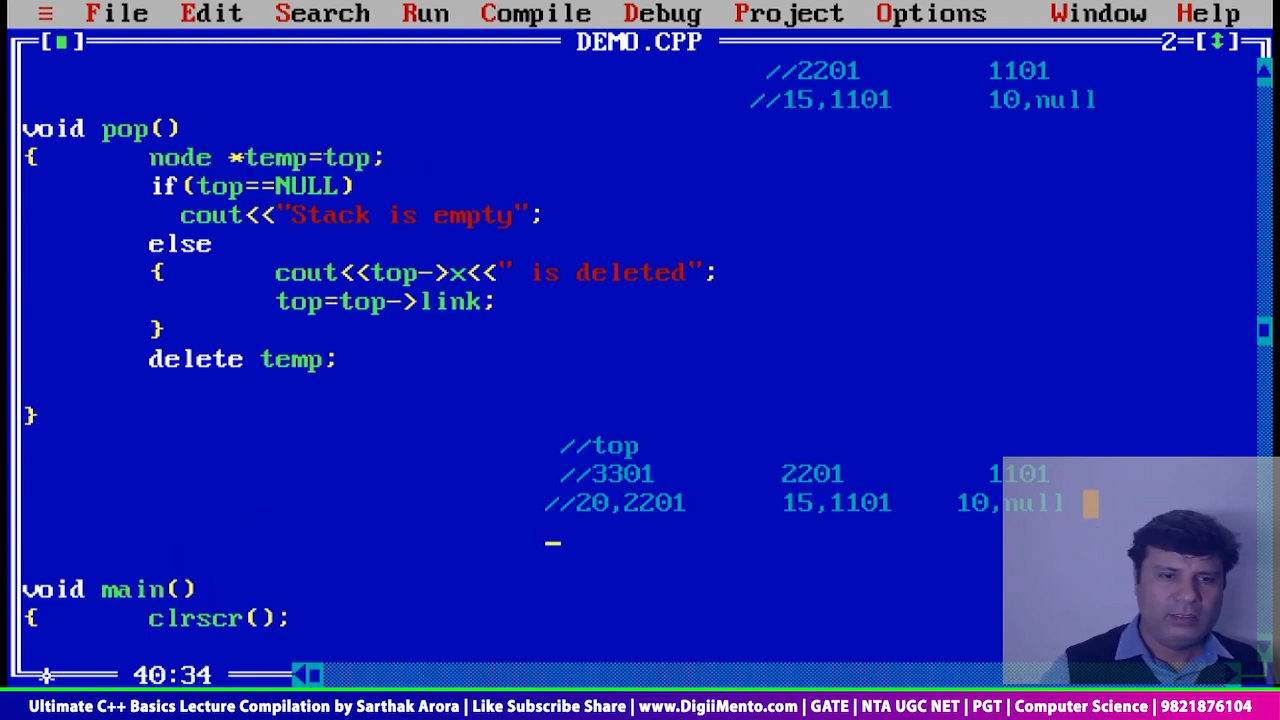 ≡ File Edit Search Run Compile Debug Project Options Window Help
[■] DEMO.CPP 2=[↕]
//2201 1101
//15,1101 10,null
void pop()
{ node *temp=top;
if(top==NULL)
cout<<"Stack is empty";
else
{ cout<<top->x<<" is deleted";
top=top->link;
}
delete temp;
}
//top
//3301 2201 1101
//20,2201 15,1101 10,null
void main()
{ clrscr();
40:34
Ultimate C++ Basics Lecture Compilation by Sarthak Arora | Like Subscribe Share | www.DigiiMento.com | GATE | NTA UGC NET | PGT | Computer Science | 9821876104